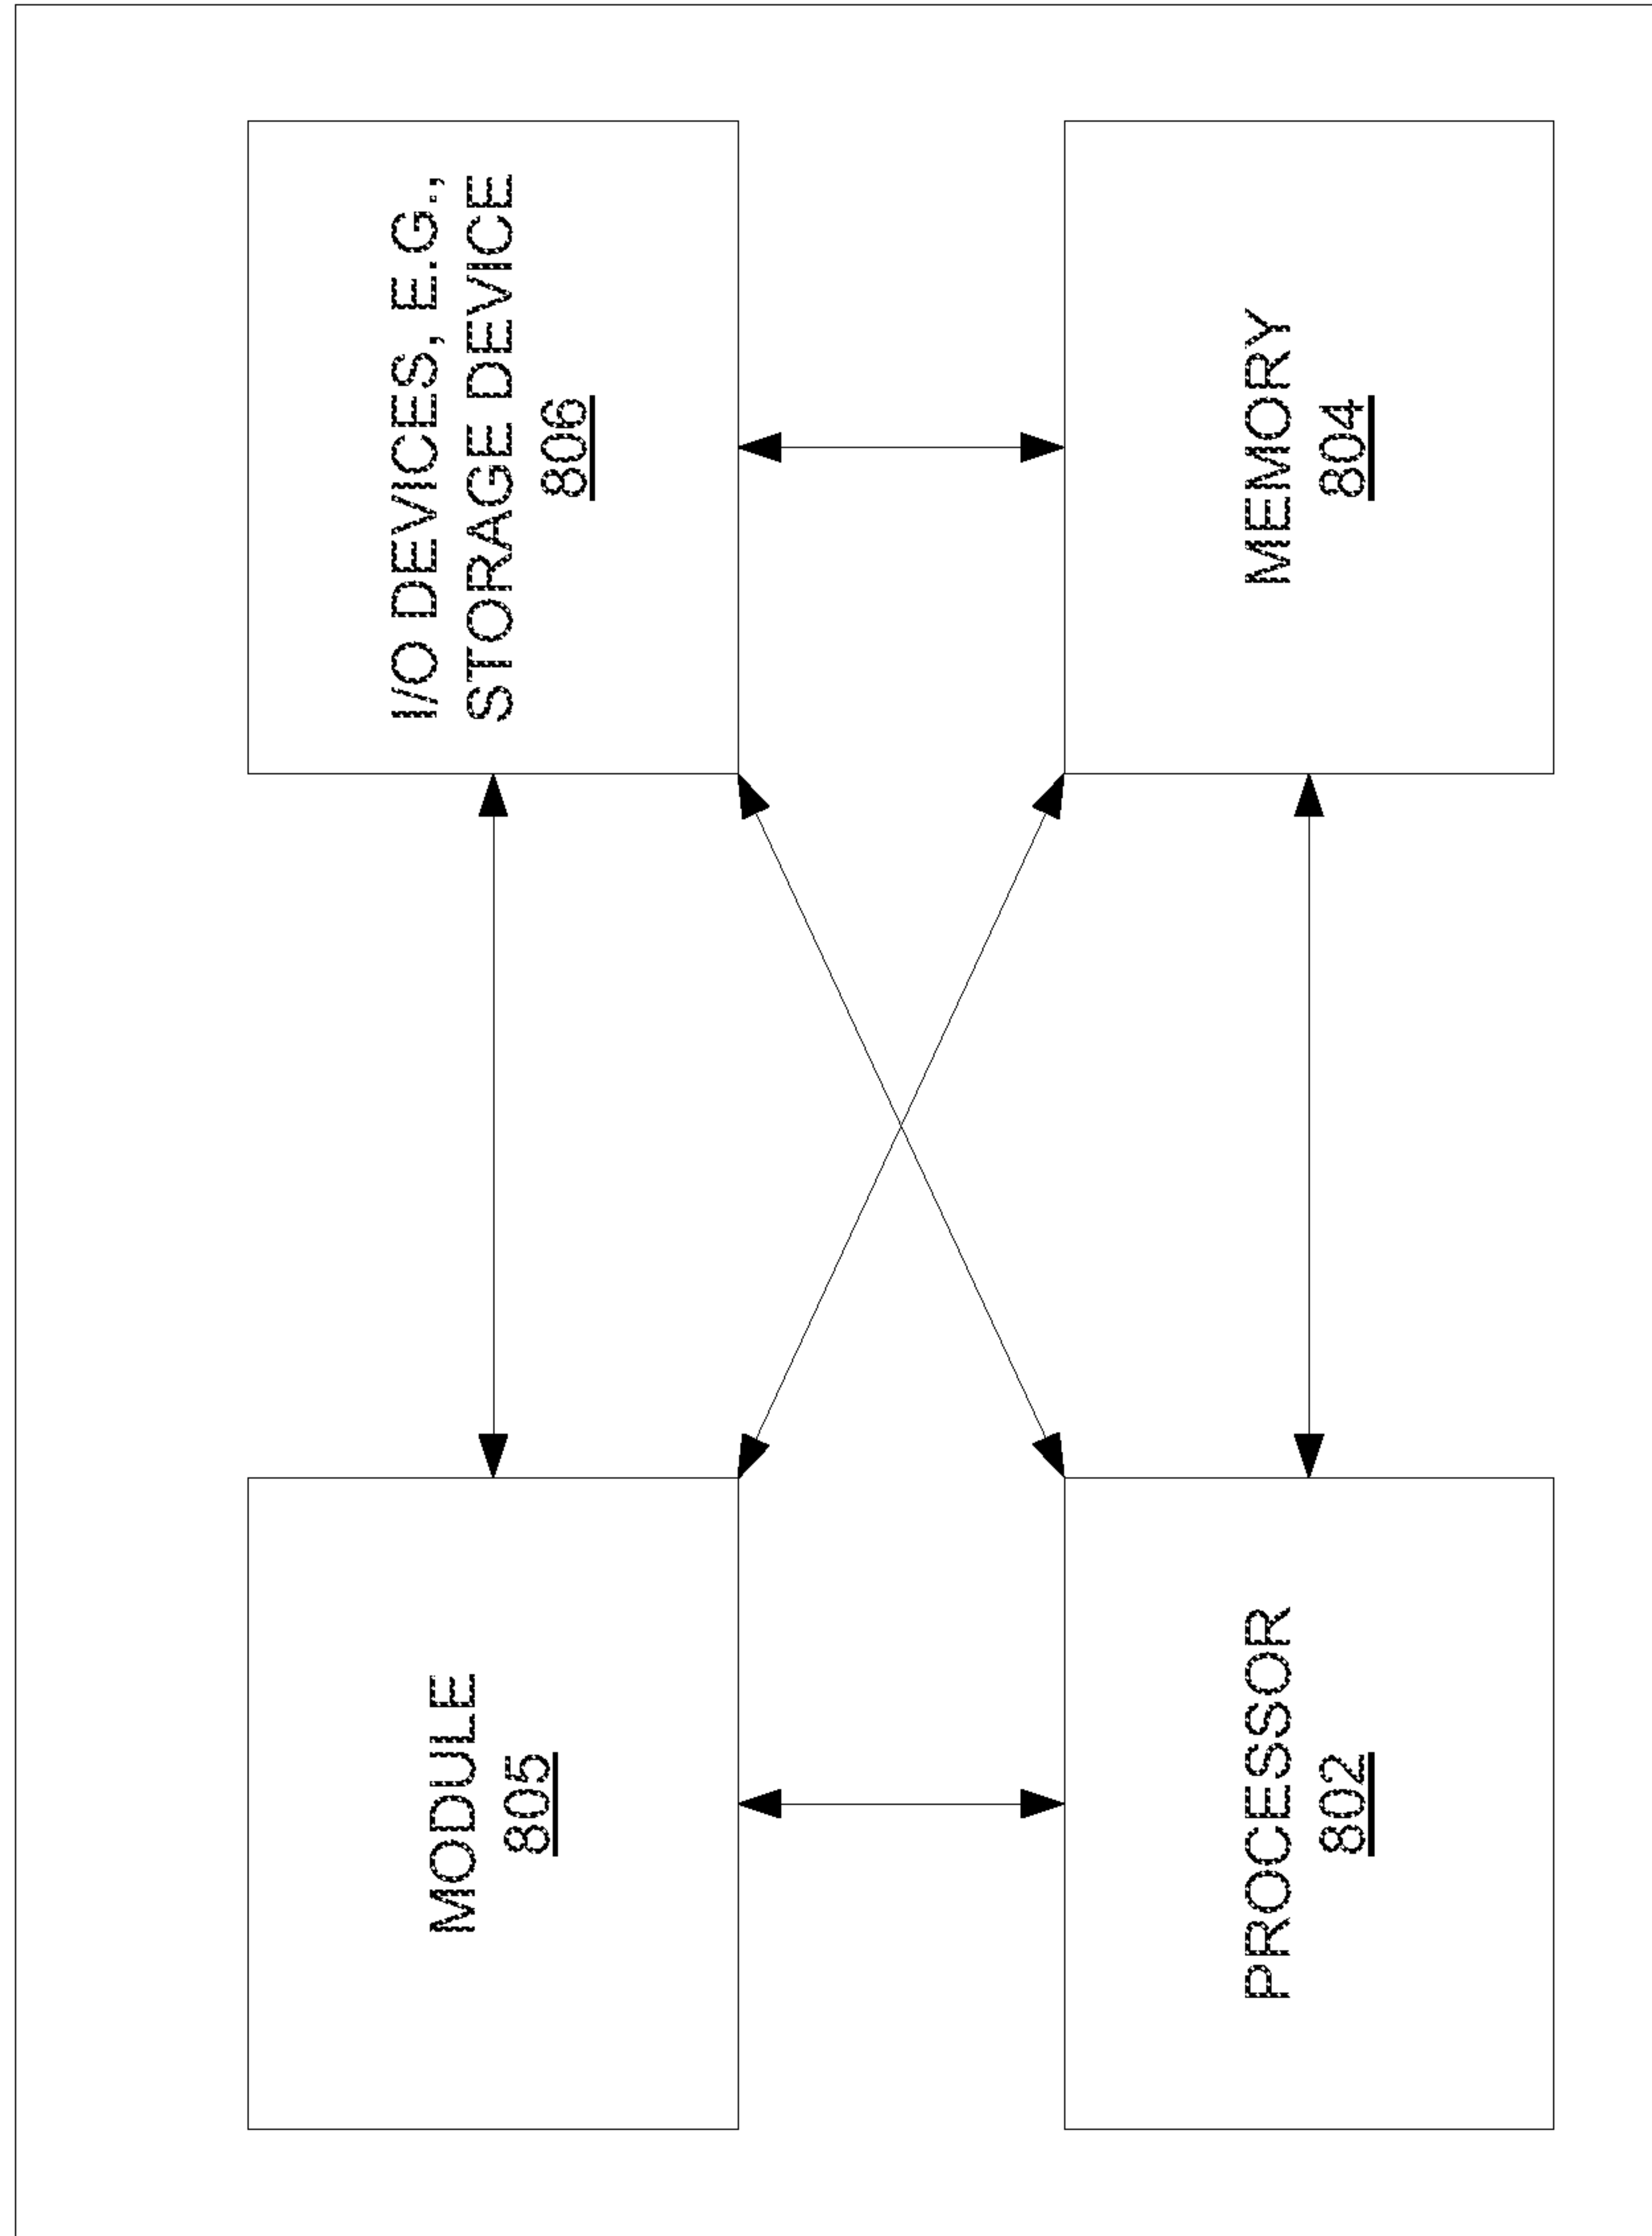 MODULE
805
I/O DEVICES, E.G.,
STORAGE DEVICE
806
PROCESSOR
802
MEMORY
804